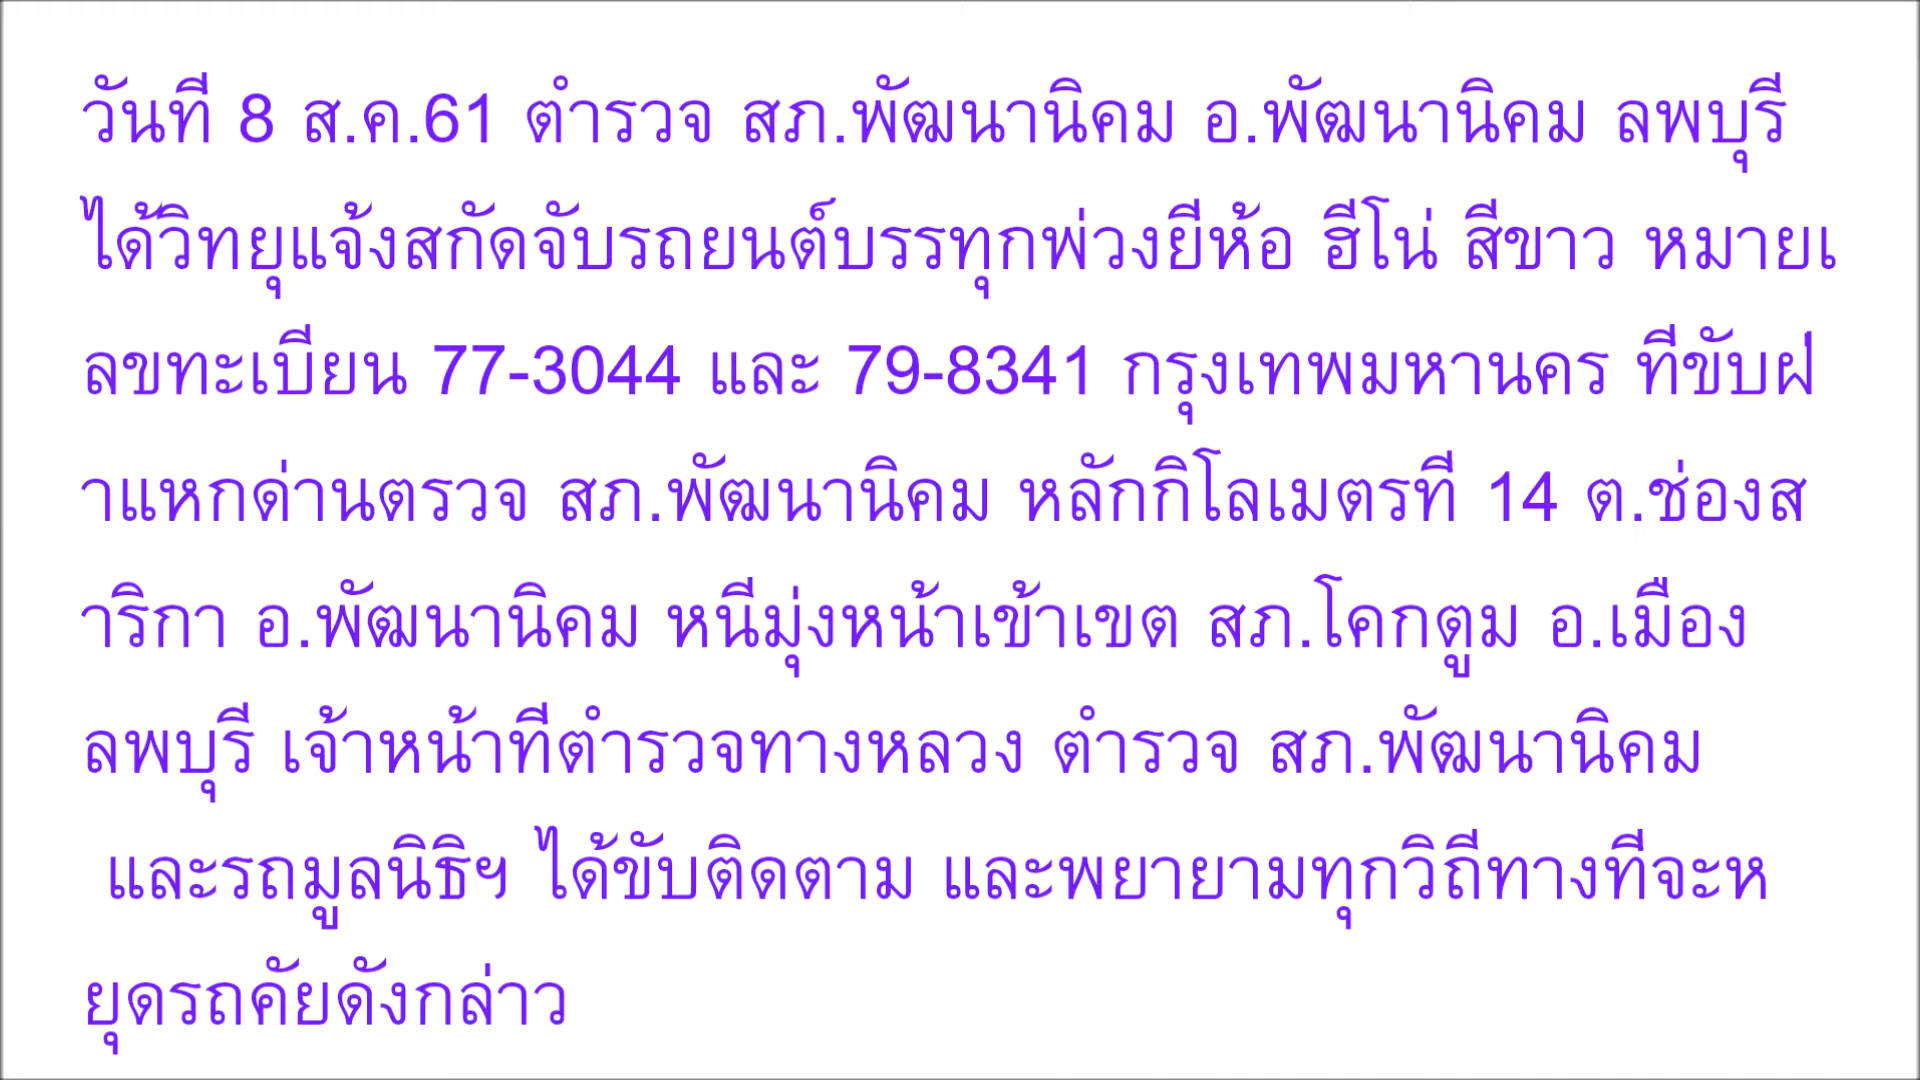 วันที่ 8 ส.ค.61 ตำรวจ สภ.พัฒนานิคม อ.พัฒนานิคม ลพบุรี
ได้วิทยุแจ้งสกัดจับรถยนต์บรรทุกพ่วงยี่ห้อ ฮีโน่ สีขาว หมายเ
ลขทะเบียน 77-3044 และ 79-8341 กรุงเทพมหานคร ที่ขับฝ่
าแหกด่านตรวจ สภ.พัฒนานิคม หลักกิโลเมตรที่ 14 ต.ช่องส
าริกา อ.พัฒนานิคม หนีมุ่งหน้าเข้าเขต สภ.โคกตูม อ.เมือง
ลพบุรี เจ้าหน้าที่ตำรวจทางหลวง ตำรวจ สภ.พัฒนานิคม
และรถมูลนิธิฯ ได้ขับติดตาม และพยายามทุกวิถีทางที่จะห
ยุดรถคัยดังกล่าว